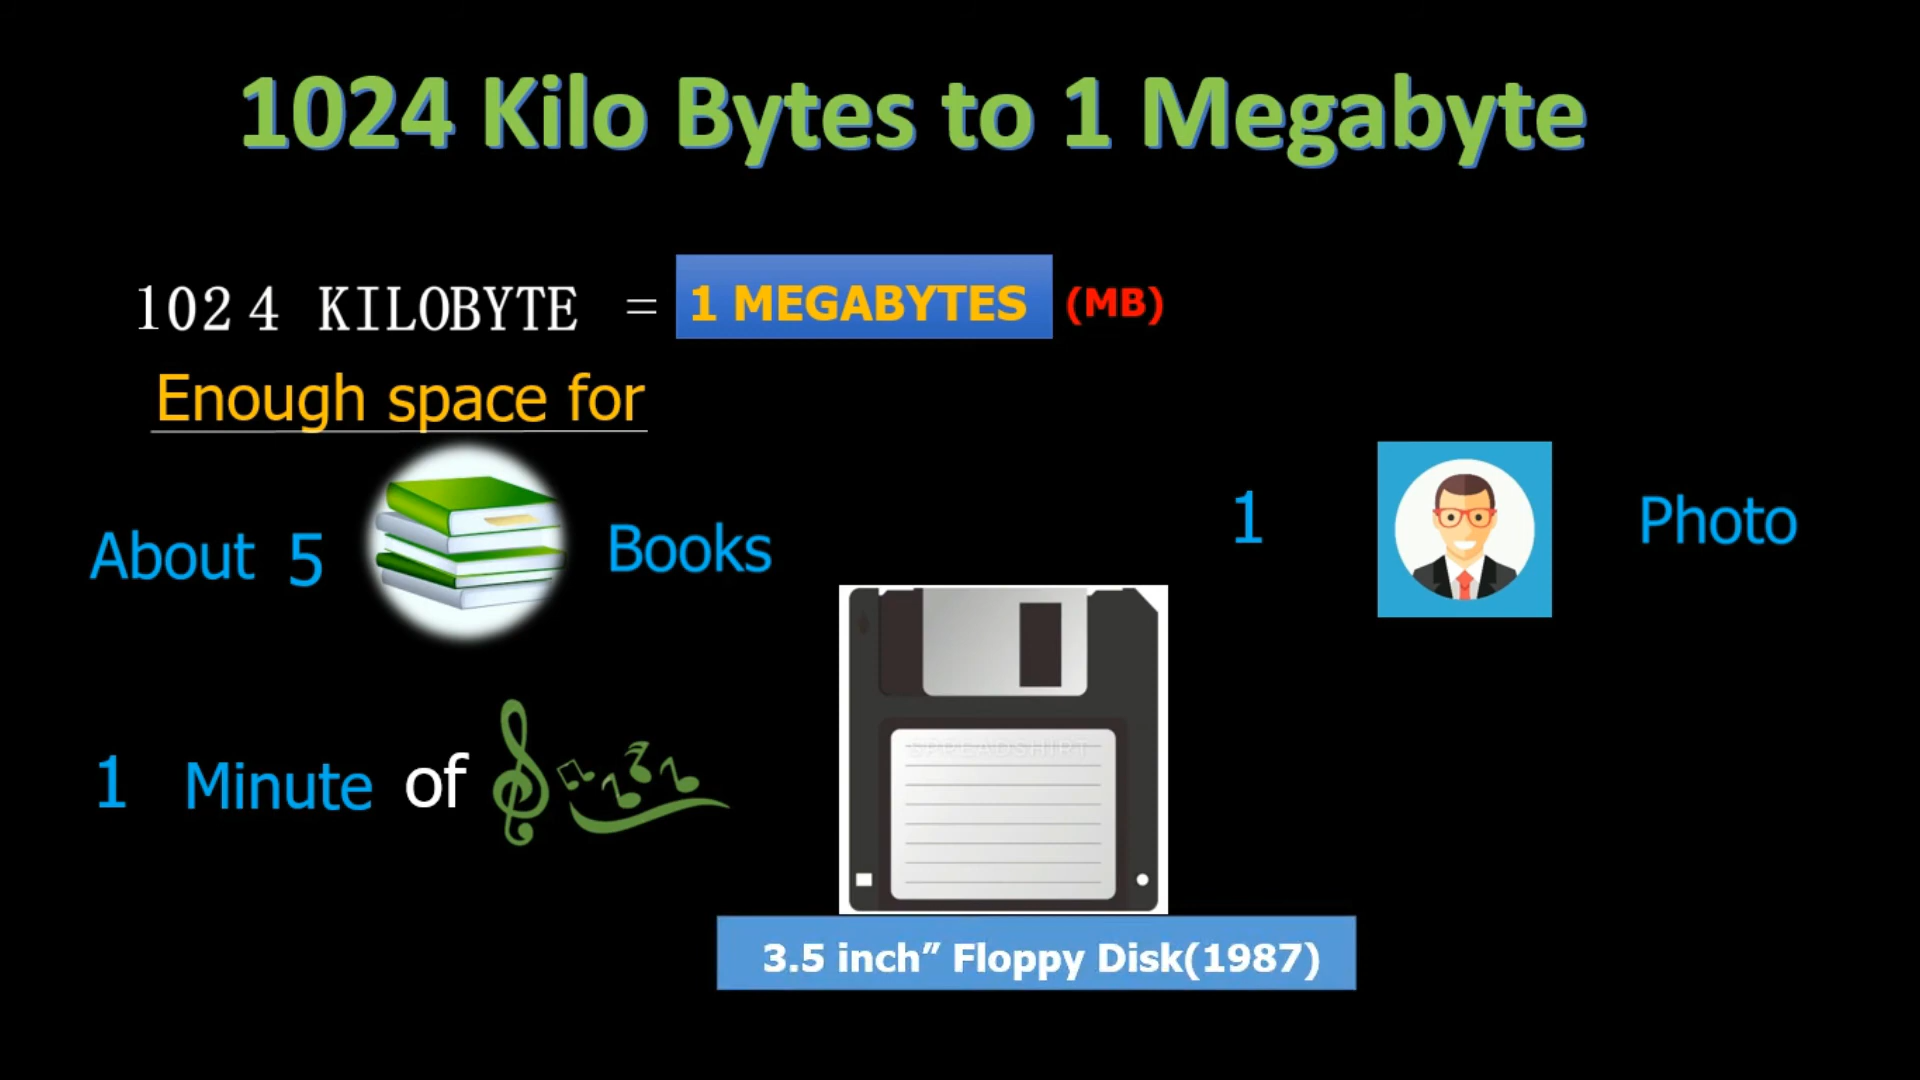 1024 Kilo Bytes to 1 Megabyte
1024 KILOBYTE = 1 MEGABYTES (MB)
Enough space for
About 5 Books
1 Photo
1 Minute of
SPREADSHIRT
3.5 inch” Floppy Disk(1987)